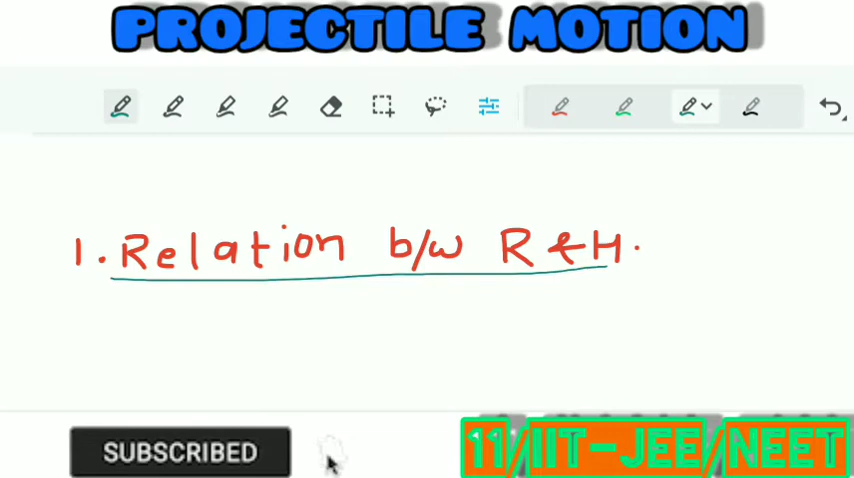 PROJECTILE MOTION
1. Relation b/w R & H.
SUBSCRIBED
11/IIT-JEE/NEET